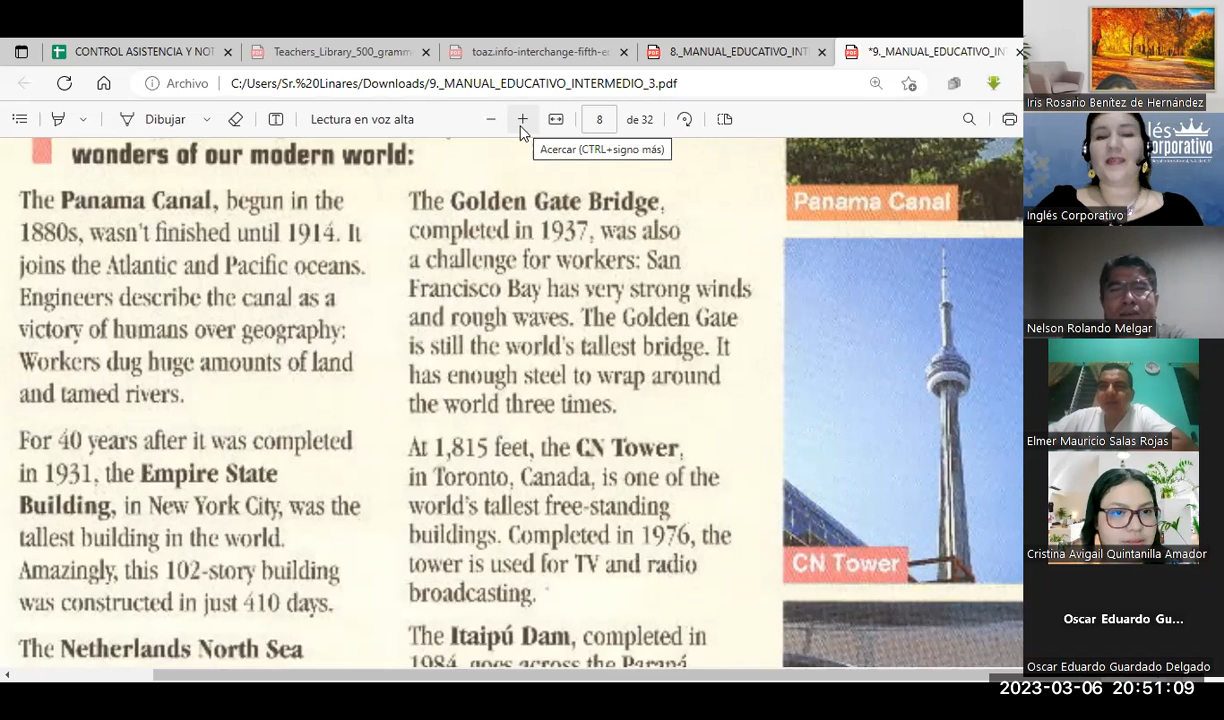 CONTROL ASISTENCIA Y NOT
Teachers_Library_500_gramm
toaz.info-interchange-fifth-e
8._MANUAL_EDUCATIVO_INT
*9._MANUAL_EDUCATIVO_IN
Archivo
C:/Users/Sr.%20Linares/Downloads/9._MANUAL_EDUCATIVO_INTERMEDIO_3.pdf
Dibujar
Lectura en voz alta
8
de 32
Acercar (CTRL+signo más)
wonders of our modern world:
The Panama Canal, begun in the
1880s, wasn't finished until 1914. It
joins the Atlantic and Pacific oceans.
Engineers describe the canal as a
victory of humans over geography:
Workers dug huge amounts of land
and tamed rivers.
For 40 years after it was completed
in 1931, the Empire State
Building, in New York City, was the
tallest building in the world.
Amazingly, this 102-story building
was constructed in just 410 days.
The Netherlands North Sea
The Golden Gate Bridge,
completed in 1937, was also
a challenge for workers: San
Francisco Bay has very strong winds
and rough waves. The Golden Gate
is still the world's tallest bridge. It
has enough steel to wrap around
the world three times.
At 1,815 feet, the CN Tower,
in Toronto, Canada, is one of the
world's tallest free-standing
buildings. Completed in 1976, the
tower is used for TV and radio
broadcasting.
The Itaipú Dam, completed in
1984, goes across the Paraná
Panama Canal
CN Tower
Iris Rosario Benítez de Hernández
lés
orporativo
Inglés Corporativo
Nelson Rolando Melgar
Elmer Mauricio Salas Rojas
Cristina Avigail Quintanilla Amador
Oscar Eduardo Gu...
Oscar Eduardo Guardado Delgado
2023-03-06 20:51:09